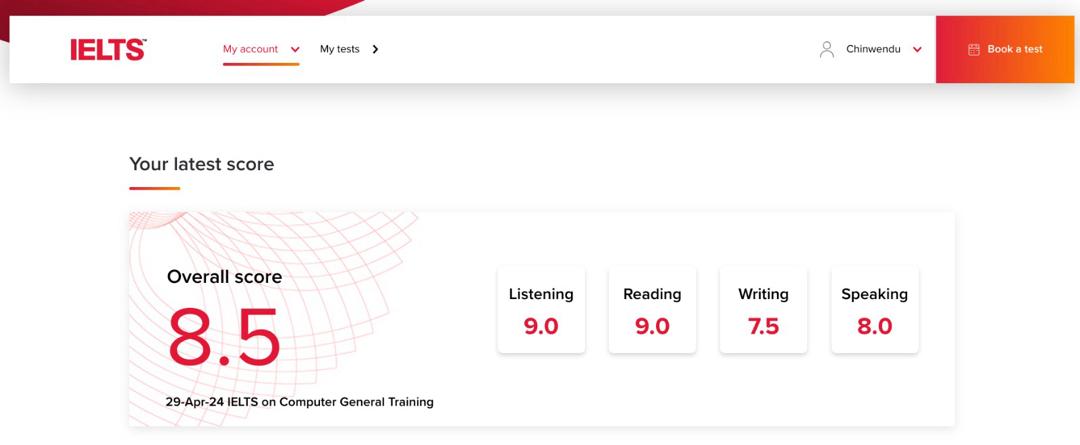 IELTS™ My account My tests Chinwendu Book a test
Your latest score
Overall score
8.5
29-Apr-24 IELTS on Computer General Training
Listening
9.0
Reading
9.0
Writing
7.5
Speaking
8.0